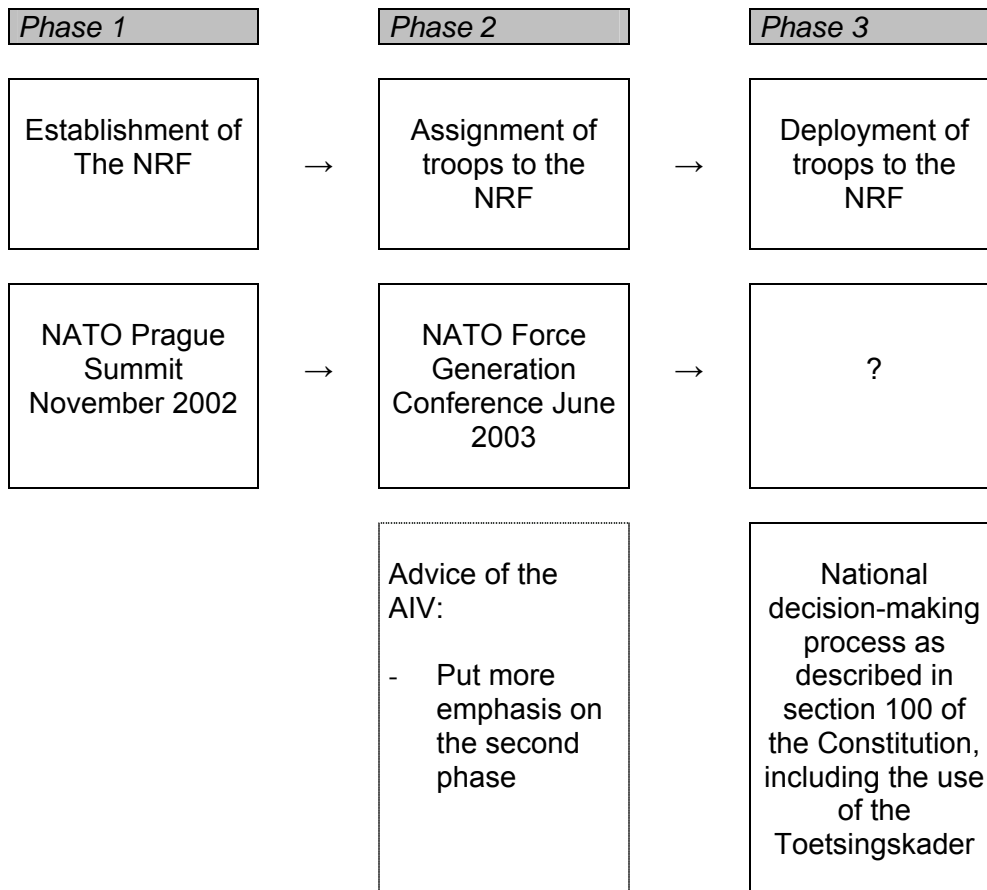 Phase 1
Phase 2
Phase 3
Establishment of
The NRF
→
Assignment of
troops to the
NRF
→
Deployment of
troops to the
NRF
NATO Prague
Summit
November 2002
→
NATO Force
Generation
Conference June
2003
→
?
Advice of the
AIV:
- Put more
emphasis on
the second
phase
National
decision-making
process as
described in
section 100 of
the Constitution,
including the use
of the
Toetsingskader